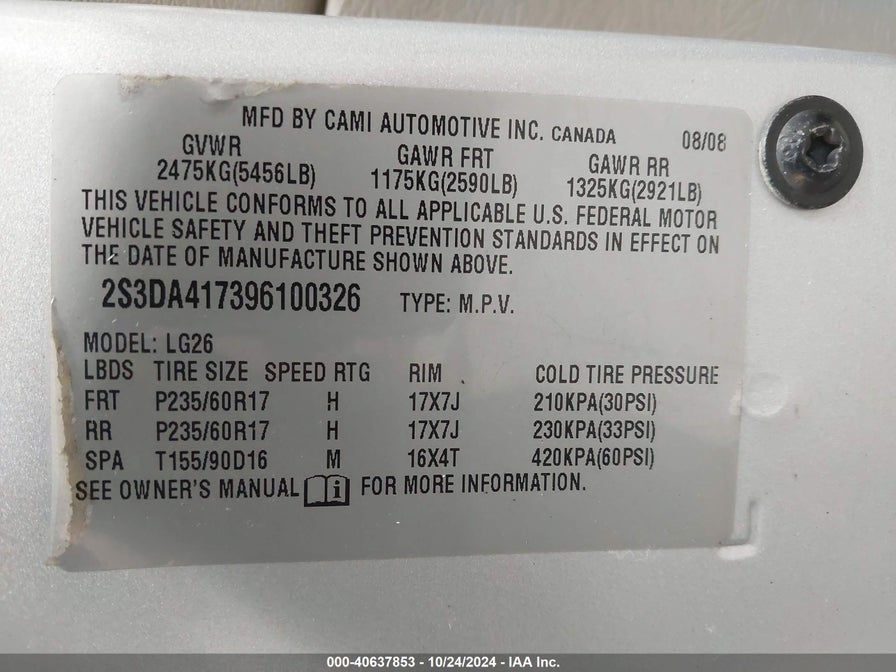 MFD BY CAMI AUTOMOTIVE INC. CANADA 08/08
GVWR GAWR FRT GAWR RR
2475KG(5456LB) 1175KG(2590LB) 1325KG(2921LB)
THIS VEHICLE CONFORMS TO ALL APPLICABLE U.S. FEDERAL MOTOR
VEHICLE SAFETY AND THEFT PREVENTION STANDARDS IN EFFECT ON
THE DATE OF MANUFACTURE SHOWN ABOVE.
2S3DA417396100326 TYPE: M.P.V.
MODEL: LG26
LBDS TIRE SIZE SPEED RTG RIM COLD TIRE PRESSURE
FRT P235/60R17 H 17X7J 210KPA(30PSI)
RR P235/60R17 H 17X7J 230KPA(33PSI)
SPA T155/90D16 M 16X4T 420KPA(60PSI)
SEE OWNER'S MANUAL i FOR MORE INFORMATION.
000-40637853 - 10/24/2024 - IAA Inc.